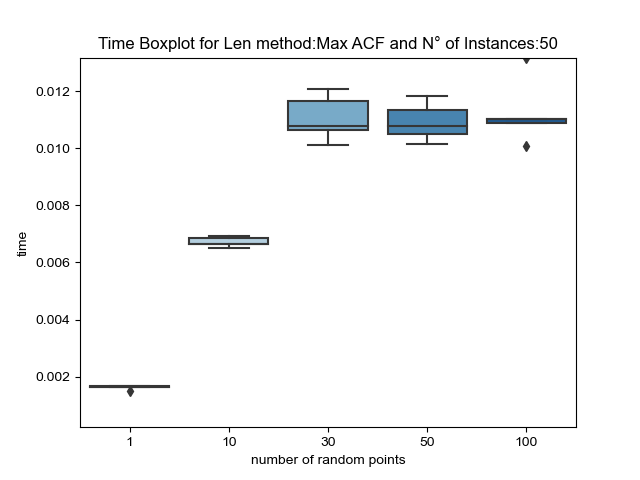 Time Boxplot for Len method:Max ACF and N° of Instances:50
0.012
0.010
0.008
0.006
0.004
0.002
time
1 10 30 50 100
number of random points